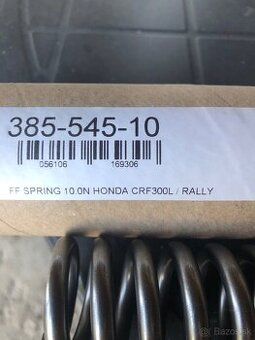 385-545-10
056106 169306
FF SPRING 10.0N HONDA CRF300L / RALLY
Bazos.sk